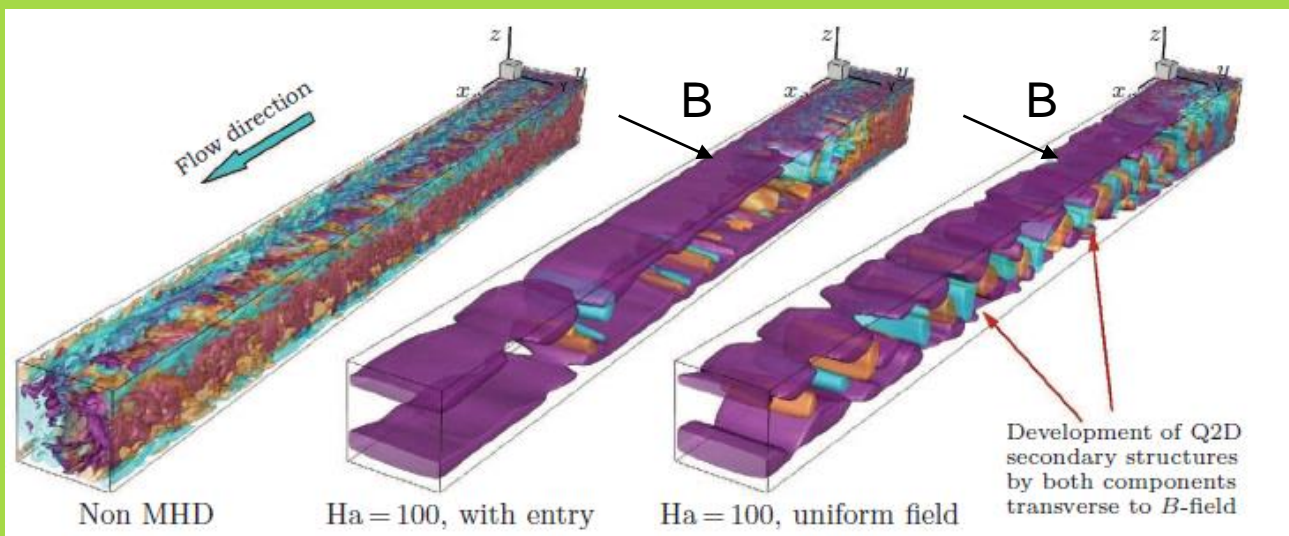 z
y
x
Flow direction
Non MHD
B
z
y
x
Ha = 100, with entry
B
z
y
x
Ha = 100, uniform field
Development of Q2D
secondary structures
by both components
transverse to B-field